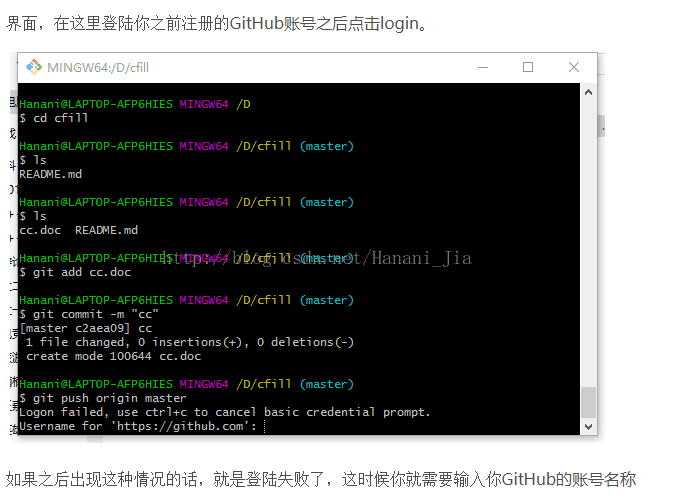 界面，在这里登陆你之前注册的GitHub账号之后点击login。
MINGW64:/D/cfill
Hanani@LAPTOP-AFP6HIES MINGW64 /D
$ cd cfill
Hanani@LAPTOP-AFP6HIES MINGW64 /D/cfill (master)
$ ls
README.md
Hanani@LAPTOP-AFP6HIES MINGW64 /D/cfill (master)
$ ls
cc.doc  README.md
Hanani@LAPTOP-AFP6HIES MINGW64 /D/cfill (master)
http://blog.csdn.net/Hanani_Jia
$ git add cc.doc
Hanani@LAPTOP-AFP6HIES MINGW64 /D/cfill (master)
$ git commit -m "cc"
[master c2aea09] cc
 1 file changed, 0 insertions(+), 0 deletions(-)
 create mode 100644 cc.doc
Hanani@LAPTOP-AFP6HIES MINGW64 /D/cfill (master)
$ git push origin master
Logon failed, use ctrl+c to cancel basic credential prompt.
Username for 'https://github.com':
如果之后出现这种情况的话，就是登陆失败了，这时候你就需要输入你GitHub的账号名称